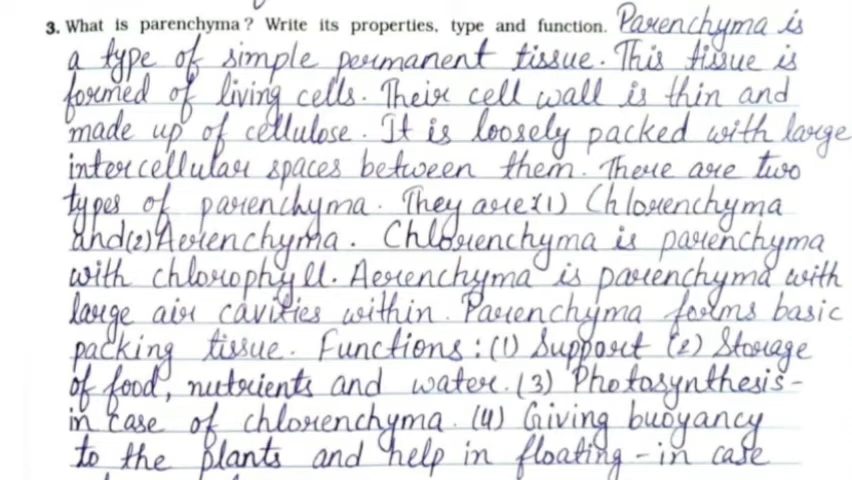 3. What is parenchyma? Write its properties, type and function. Parenchyma is
a type of simple permanent tissue. This tissue is
formed of living cells. Their cell wall is thin and
made up of cellulose. It is loosely packed with large
intercellular spaces between them. There are two
types of parenchyma. They are:(1) Chlorenchyma
and(2)Aerenchyma. Chlorenchyma is parenchyma
with chlorophyll. Aerenchyma is parenchyma with
large air cavities within. Parenchyma forms basic
packing tissue. Functions: (1) Support (2) Storage
of food, nutrients and water. (3) Photosynthesis-
in case of chlorenchyma. (4) Giving buoyancy
to the plants and help in floating - in case